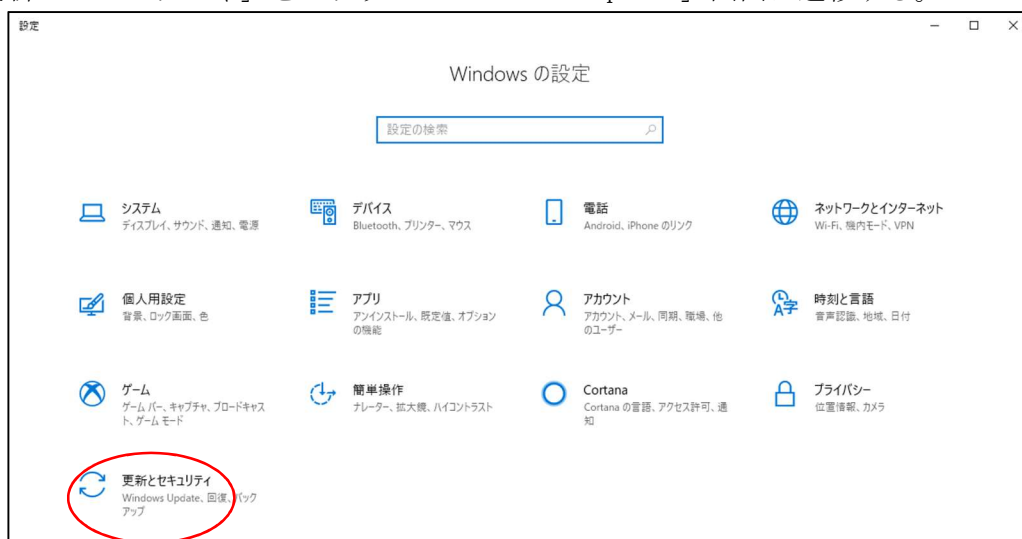 設定
Windows の設定
設定の検索
システム
ディスプレイ、サウンド、通知、電源
デバイス
Bluetooth、プリンター、マウス
電話
Android、iPhone のリンク
ネットワークとインターネット
Wi-Fi、機内モード、VPN
個人用設定
背景、ロック画面、色
アプリ
アンインストール、既定値、オプション
の機能
アカウント
アカウント、メール、同期、職場、他
のユーザー
時刻と言語
音声認識、地域、日付
ゲーム
ゲーム バー、キャプチャ、ブロードキャス
ト、ゲーム モード
簡単操作
ナレーター、拡大鏡、ハイコントラスト
Cortana
Cortana の言語、アクセス許可、通
知
プライバシー
位置情報、カメラ
更新とセキュリティ
Windows Update、回復、バック
アップ